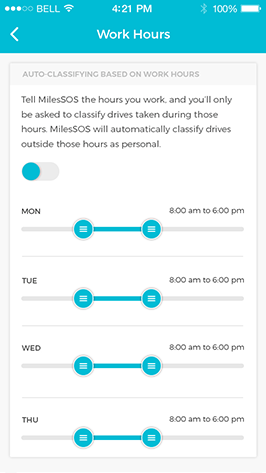 BELL 4:21 PM 100%
Work Hours
AUTO-CLASSIFYING BASED ON WORK HOURS
Tell MilesSOS the hours you work, and you'll only
be asked to classify drives taken during those
hours. MilesSOS will automatically classify drives
outside those hours as personal.
MON 8:00 am to 6:00 pm
TUE 8:00 am to 6:00 pm
WED 8:00 am to 6:00 pm
THU 8:00 am to 6:00 pm